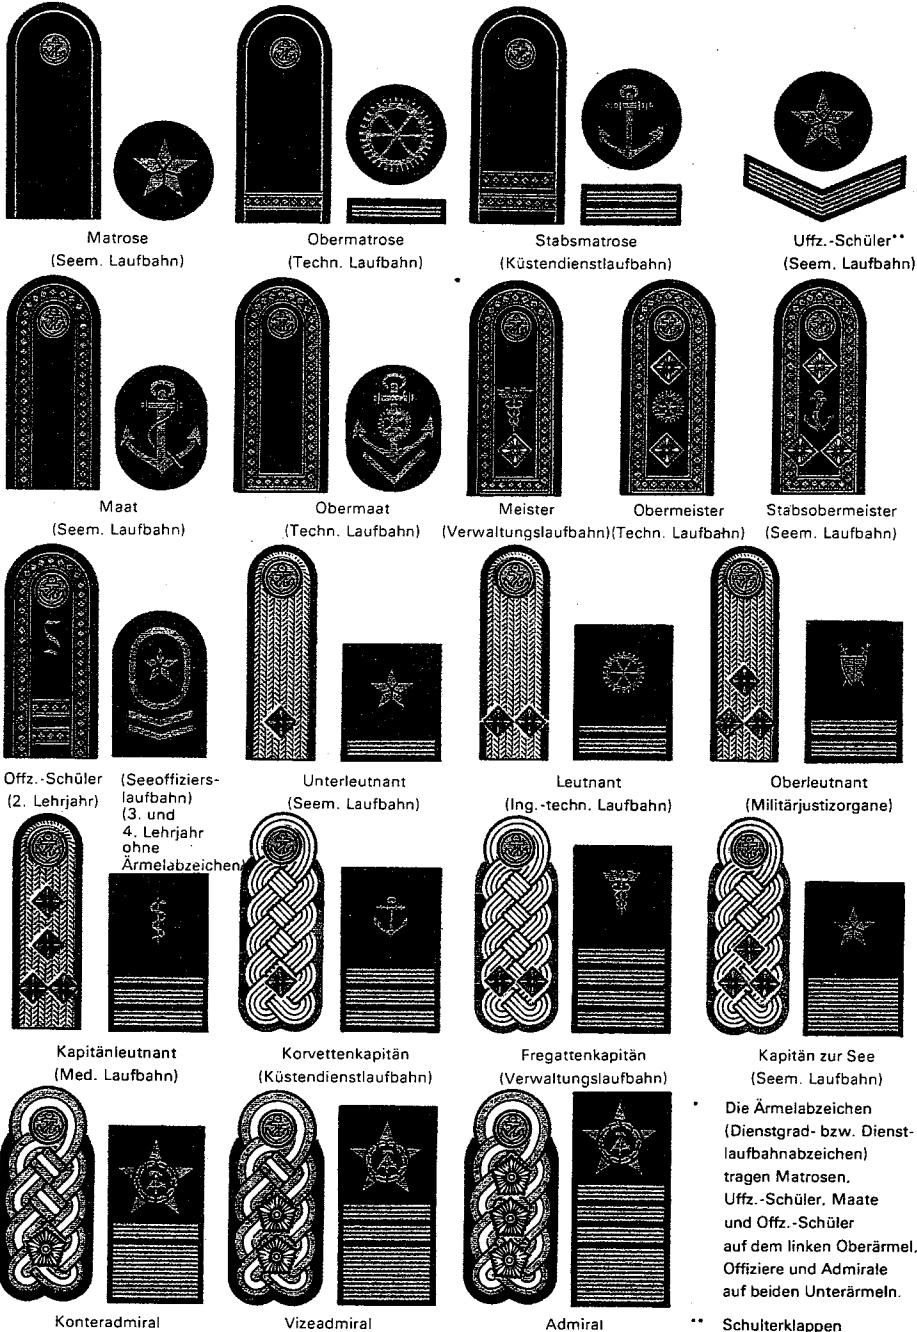 Matrose
(Seem. Laufbahn)
Obermatrose
(Techn. Laufbahn)
Stabsmatrose
(Küstendienstlaufbahn)
Uffz.-Schüler**
(Seem. Laufbahn)
Maat
(Seem. Laufbahn)
Obermaat
(Techn. Laufbahn)
Meister
(Verwaltungslaufbahn)
Obermeister
(Techn. Laufbahn)
Stabsobermeister
(Seem. Laufbahn)
Offz.-Schüler
(2. Lehrjahr)
(Seeoffiziers-
laufbahn)
(3. und
4. Lehrjahr
ohne
Ärmelabzeichen)
Unterleutnant
(Seem. Laufbahn)
Leutnant
(Ing.-techn. Laufbahn)
Oberleutnant
(Militärjustizorgane)
Kapitänleutnant
(Med. Laufbahn)
Korvettenkapitän
(Küstendienstlaufbahn)
Fregattenkapitän
(Verwaltungslaufbahn)
Kapitän zur See
(Seem. Laufbahn)
Konteradmiral
Vizeadmiral
Admiral
* Die Ärmelabzeichen
(Dienstgrad- bzw. Dienst-
laufbahnabzeichen)
tragen Matrosen,
Uffz.-Schüler, Maate
und Offz.-Schüler
auf dem linken Oberärmel,
Offiziere und Admirale
auf beiden Unterärmeln.
** Schulterklappen